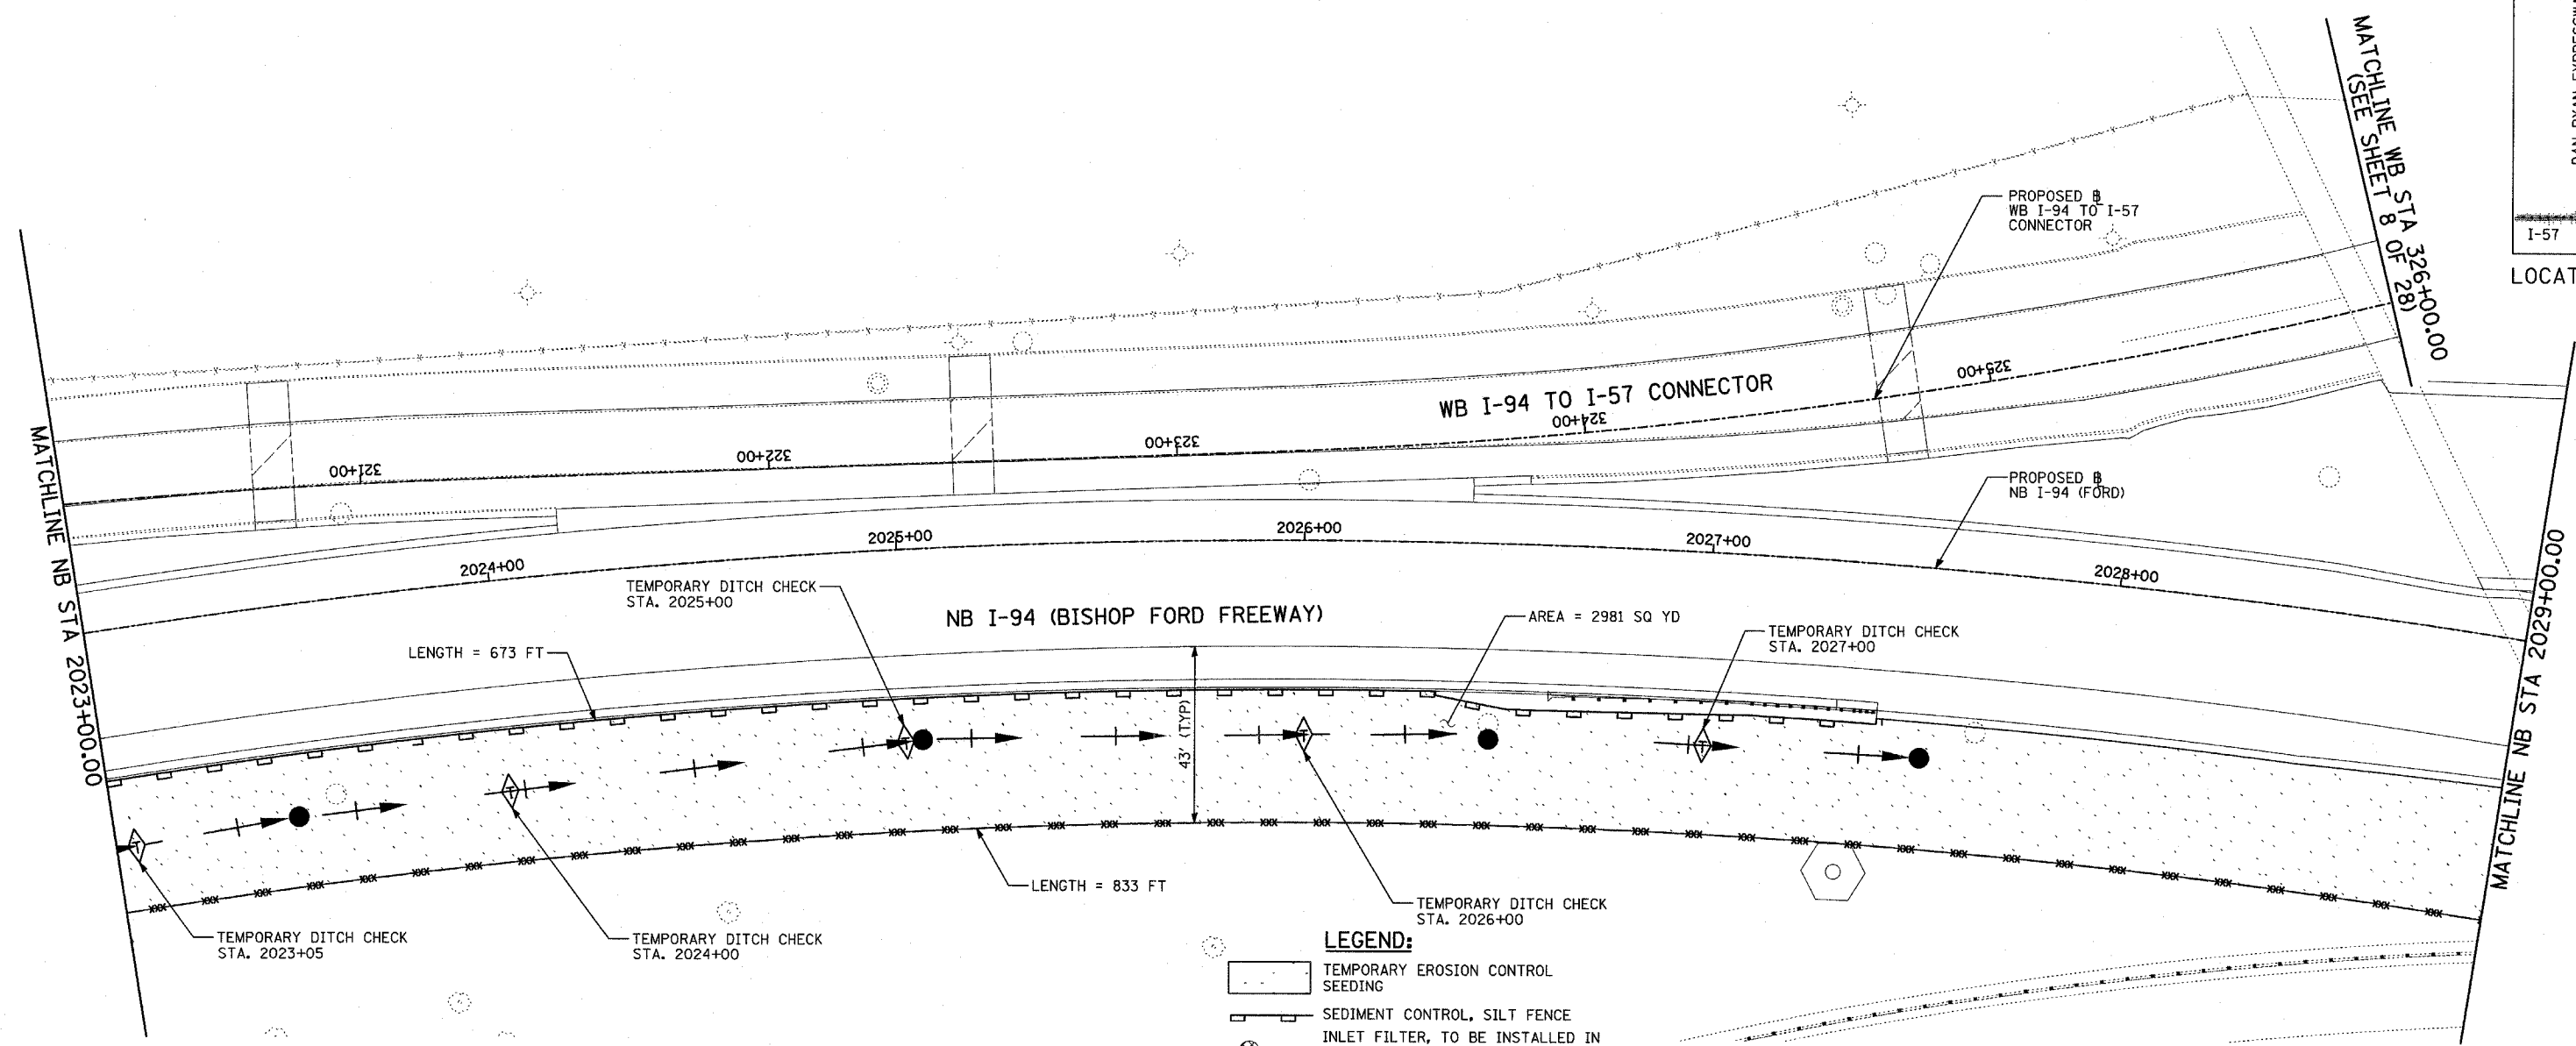 MATCHLINE WB STA 326+00.00
(SEE SHEET 8 OF 28)
I-57
LOCAT
PROPOSED ℄
WB I-94 TO I-57
CONNECTOR
WB I-94 TO I-57 CONNECTOR
321+00
322+00
323+00
324+00
325+00
PROPOSED ℄
NB I-94 (FORD)
MATCHLINE NB STA 2023+00.00
2024+00
2025+00
2026+00
2027+00
2028+00
MATCHLINE NB STA 2029+00.00
TEMPORARY DITCH CHECK
STA. 2025+00
NB I-94 (BISHOP FORD FREEWAY)
AREA = 2981 SQ YD
TEMPORARY DITCH CHECK
STA. 2027+00
LENGTH = 673 FT
43' (TYP)
T
T
T
T
T
LENGTH = 833 FT
TEMPORARY DITCH CHECK
STA. 2026+00
TEMPORARY DITCH CHECK
STA. 2023+05
TEMPORARY DITCH CHECK
STA. 2024+00
LEGEND:
TEMPORARY EROSION CONTROL
SEEDING
SEDIMENT CONTROL, SILT FENCE
INLET FILTER, TO BE INSTALLED IN